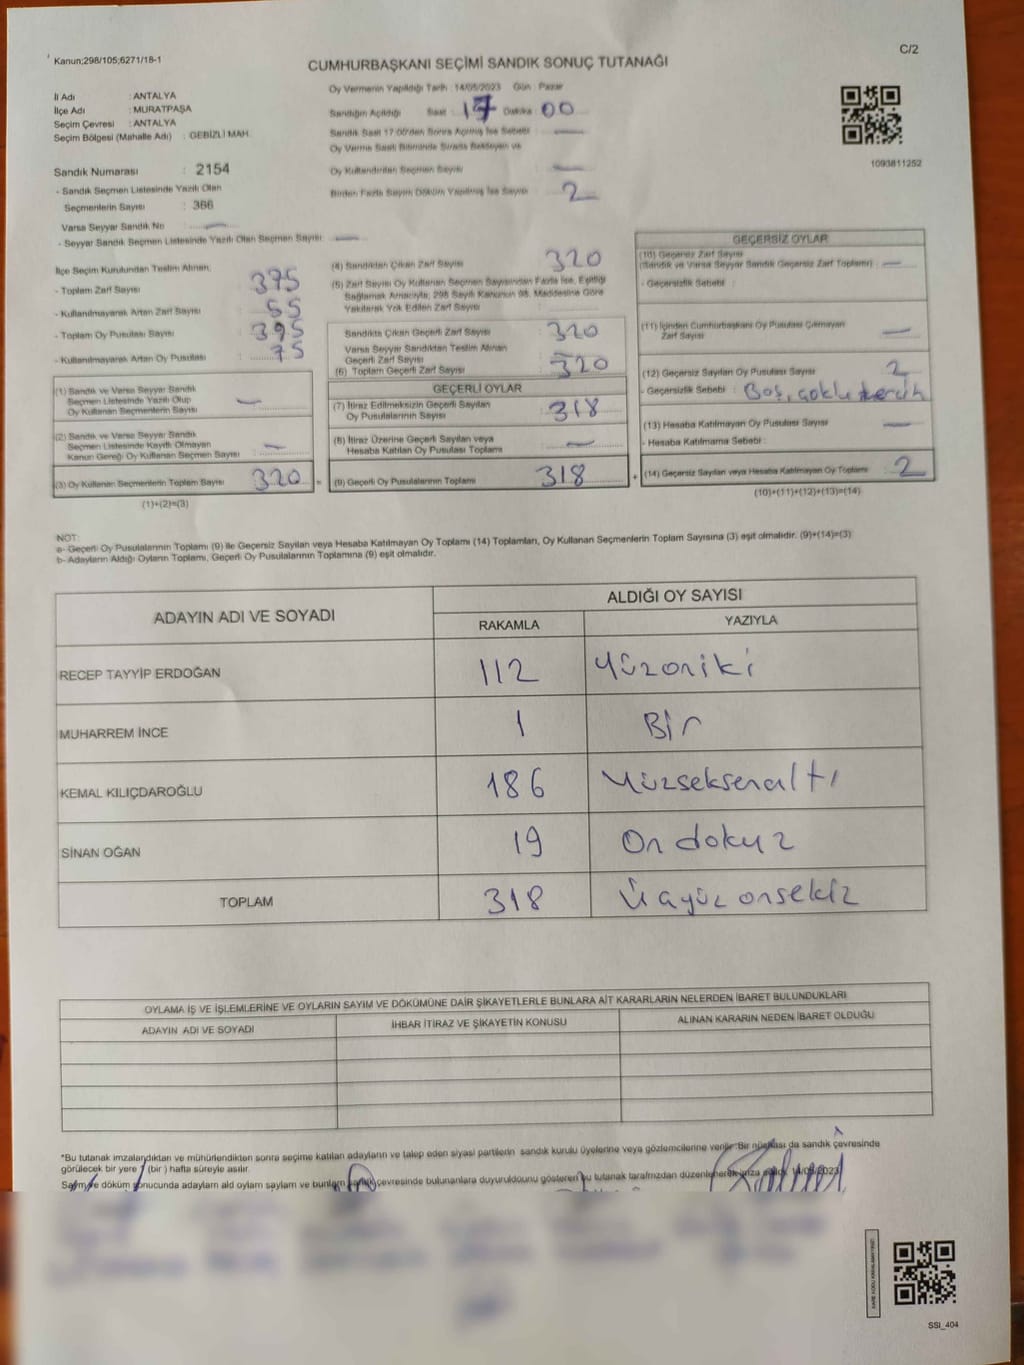 Kanun;298/105;6271/18-1
C/2
CUMHURBAŞKANI SEÇİMİ SANDIK SONUÇ TUTANAĞI
İl Adı : ANTALYA
İlçe Adı : MURATPAŞA
Seçim Çevresi : ANTALYA
Seçim Bölgesi (Mahalle Adı) : GEBİZLİ MAH.
Sandık Numarası : 2154
- Sandık Seçmen Listesinde Yazılı Olan
Seçmenlerin Sayısı : 366
Varsa Seyyar Sandık No : —
- Seyyar Sandık Seçmen Listesinde Yazılı Olan Seçmen Sayısı : —
Oy Vermenin Yapıldığı Tarih : 14/05/2023 Gün : Pazar
Sandığın Açıldığı Saat : 17 Dakika : 00
Sandık Saat 17:00'den Sonra Açılmış İse Sebebi : —
Oy Verme Saati Bitiminde Sırada Bekleyen ve
Oy Kullandırılan Seçmen Sayısı : —
Birden Fazla Sayım Döküm Yapılmış İse Sayısı : 2
1093811252
İlçe Seçim Kurulundan Teslim Alınan;
- Toplam Zarf Sayısı : 375
- Kullanılmayarak Artan Zarf Sayısı : 55
- Toplam Oy Pusulası Sayısı : 395
- Kullanılmayarak Artan Oy Pusulası : 75
(1) Sandık ve Varsa Seyyar Sandık
Seçmen Listesinde Yazılı Olup
Oy Kullanan Seçmenlerin Sayısı : —
(2) Sandık ve Varsa Seyyar Sandık
Seçmen Listesinde Kayıtlı Olmayan
Kanun Gereği Oy Kullanan Seçmen Sayısı : —
(3) Oy Kullanan Seçmenlerin Toplam Sayısı 320
(1)+(2)=(3)
(4) Sandıktan Çıkan Zarf Sayısı : 320
(5) Zarf Sayısı Oy Kullanan Seçmen Sayısından Fazla İse, Eşitliği
Sağlamak Amacıyla, 298 Sayılı Kanunun 98. Maddesine Göre
Yakılarak Yok Edilen Zarf Sayısı :
Sandıkta Çıkan Geçerli Zarf Sayısı : 320
Varsa Seyyar Sandıktan Teslim Alınan
Geçerli Zarf Sayısı :
(6) Toplam Geçerli Zarf Sayısı : 320
GEÇERLİ OYLAR
(7) İtiraz Edilmeksizin Geçerli Sayılan
Oy Pusulalarının Sayısı : 318
(8) İtiraz Üzerine Geçerli Sayılan veya
Hesaba Katılan Oy Pusulası Toplamı : —
(9) Geçerli Oy Pusulalarının Toplamı 318
GEÇERSİZ OYLAR
(10) Geçersiz Zarf Sayısı
(Sandık ve Varsa Seyyar Sandık Geçersiz Zarf Toplamı) : —
- Geçersizlik Sebebi :
(11) İçinden Cumhurbaşkanı Oy Pusulası Çıkmayan
Zarf Sayısı : —
(12) Geçersiz Sayılan Oy Pusulası Sayısı : 2
- Geçersizlik Sebebi : Boş, çoklu tercih
(13) Hesaba Katılmayan Oy Pusulası Sayısı : —
- Hesaba Katılmama Sebebi :
(14) Geçersiz Sayılan veya Hesaba Katılmayan Oy Toplamı : 2
(10)+(11)+(12)+(13)=(14)
NOT:
a- Geçerli Oy Pusulalarının Toplamı (9) ile Geçersiz Sayılan veya Hesaba Katılmayan Oy Toplamı (14) Toplamları, Oy Kullanan Seçmenlerin Toplam Sayısına (3) eşit olmalıdır. (9)+(14)=(3)
b- Adayların Aldığı Oyların Toplamı, Geçerli Oy Pusulalarının Toplamına (9) eşit olmalıdır.
ADAYIN ADI VE SOYADI
ALDIĞI OY SAYISI
RAKAMLA YAZIYLA
RECEP TAYYİP ERDOĞAN 112 Yüzoniki
MUHARREM İNCE 1 Bir
KEMAL KILIÇDAROĞLU 186 Yüzseksenaltı
SİNAN OĞAN 19 On dokuz
TOPLAM 318 Üçyüz onsekiz
OYLAMA İŞ VE İŞLEMLERİNE VE OYLARIN SAYIM VE DÖKÜMÜNE DAİR ŞİKAYETLERLE BUNLARA AİT KARARLARIN NELERDEN İBARET BULUNDUKLARI
ADAYIN ADI VE SOYADI İHBAR İTİRAZ VE ŞİKAYETİN KONUSU ALINAN KARARIN NEDEN İBARET OLDUĞU
*Bu tutanak imzalandıktan ve mühürlendikten sonra seçime katılan adayların ve talep eden siyasi partilerin sandık kurulu üyelerine veya gözlemcilerine verilir. Bir nüshası da sandık çevresinde
görülecek bir yere 1 (bir) hafta süreyle asılır.
Sayım ve döküm sonucunda adayların aldı oyların sayların ve bunların sandık çevresinde bulunanlara duyurulduounu gösteren bu tutanak tarafımızdan düzenlenerek imza 14/05/2023
KARE KODU KARALAMAYINIZ!
SSI_404